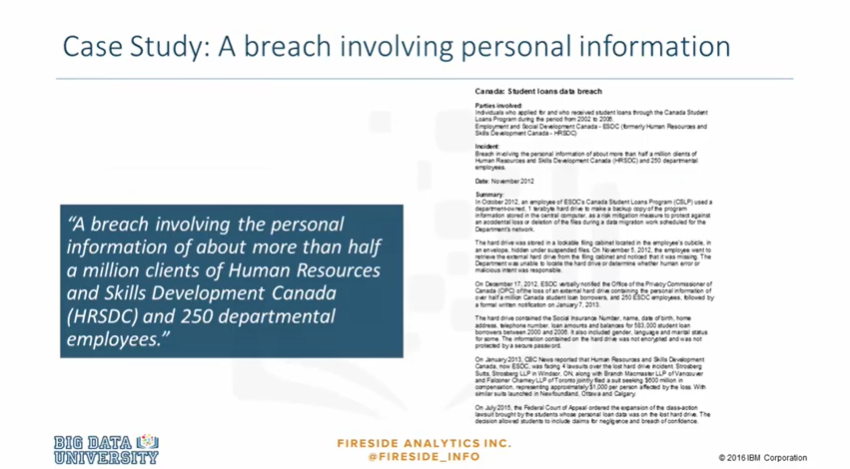 Case Study: A breach involving personal information
“A breach involving the personal
information of about more than half
a million clients of Human Resources
and Skills Development Canada
(HRSDC) and 250 departmental
employees.”
Canada: Student loans data breach
Parties involved:
Individuals who applied for and who received student loans through the Canada Student
Loans Program during the period from 2002 to 2006.
Employment and Social Development Canada - ESDC (formerly Human Resources and
Skills Development Canada - HRSDC)
Incident:
Breach involving the personal information of about more than half a million clients of
Human Resources and Skills Development Canada (HRSDC) and 250 departmental
employees.
Date: November 2012
Summary:
In October 2012, an employee of ESDC's Canada Student Loans Program (CSLP) used a
department-owned, 1 terabyte hard drive to make a backup copy of the program
information stored in the central computer, as a risk mitigation measure to protect against
an accidental loss or deletion of the files during a data migration work scheduled for the
Department's network.
The hard drive was stored in a lockable filing cabinet located in the employee's cubicle, in
an envelope, hidden under suspended files. On November 5, 2012, the employee went to
retrieve the external hard drive from the filing cabinet and noticed that it was missing. The
Department was unable to locate the hard drive or determine whether human error or
malicious intent was responsible.
On December 17, 2012, ESDC verbally notified the Office of the Privacy Commissioner of
Canada (OPC) of the loss of an external hard drive containing the personal information of
over half a million Canada student loan borrowers, and 250 ESDC employees, followed by
a formal written notification on January 7, 2013.
The hard drive contained the Social Insurance Number, name, date of birth, home
address, telephone number, loan amounts and balances for 583,000 student loan
borrowers between 2000 and 2006. It also included gender, language and marital status
for some. The information contained on the hard drive was not encrypted and was not
protected by a secure password.
On January 2013, CBC News reported that Human Resources and Skills Development
Canada, now ESDC, was facing 4 lawsuits over the lost hard drive incident. Strosberg
Sutts, Strosberg LLP in Windsor, ON, along with Branch Macmaster LLP of Vancouver
and Falconer Charney LLP of Toronto jointly filed a suit seeking $600 million in
compensation, representing approximately $1,000 per person affected by the loss. With
similar suits launched in Newfoundland, Ottawa and Calgary.
On July 2015, the Federal Court of Appeal ordered the expansion of the class-action
lawsuit brought by the students whose personal loan data was on the lost hard drive. The
decision allowed students to include claims for negligence and breach of confidence.
BIG DATA
UNIVERSITY
FIRESIDE ANALYTICS INC.
@FIRESIDE_INFO
© 2016 IBM Corporation